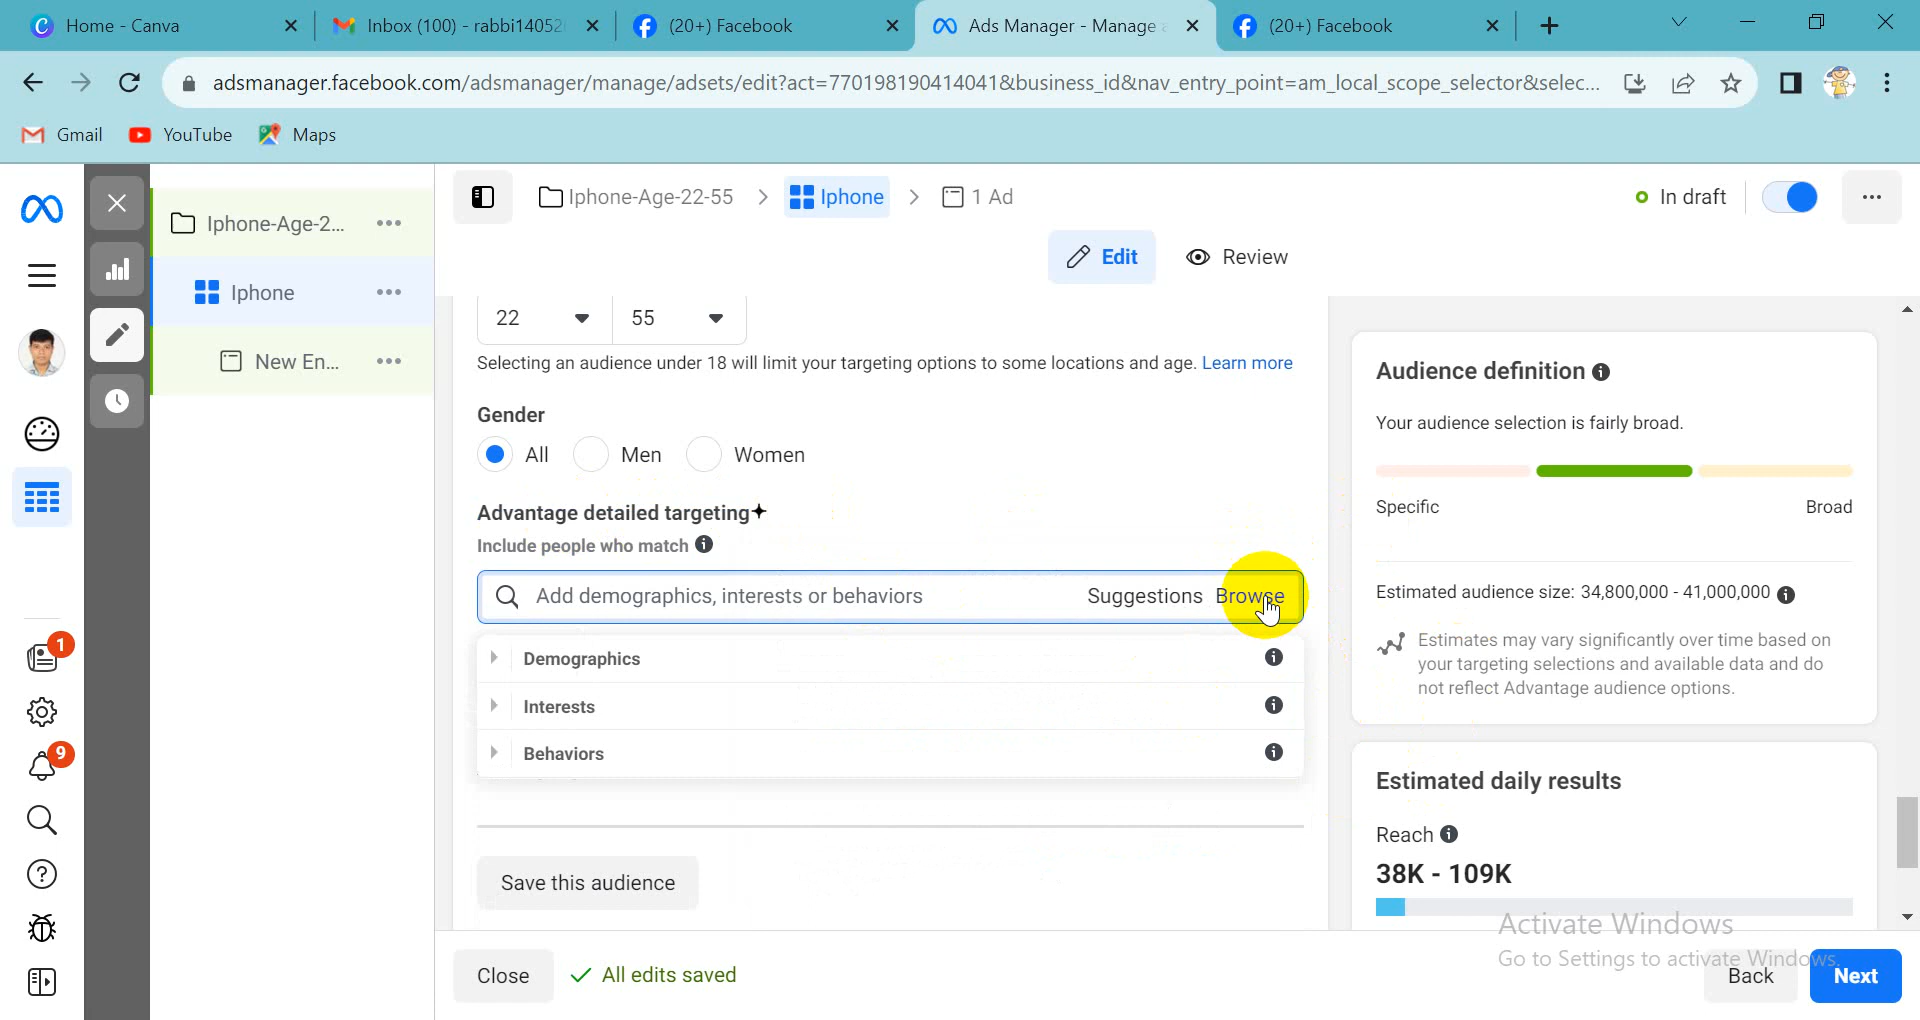 Home - Canva
Inbox (100) - rabbi14052
(20+) Facebook
Ads Manager - Manage a
(20+) Facebook
adsmanager.facebook.com/adsmanager/manage/adsets/edit?act=770198190414041&business_id&nav_entry_point=am_local_scope_selector&selec...
Gmail
YouTube
Maps
Iphone-Age-2...
Iphone
New En...
1
9
Iphone-Age-22-55
Iphone
1 Ad
In draft
Edit
Review
22
55
Selecting an audience under 18 will limit your targeting options to some locations and age. Learn more
Gender
All
Men
Women
Advantage detailed targeting
Include people who match
Add demographics, interests or behaviors
Suggestions
Browse
Demographics
Interests
Behaviors
Save this audience
Audience definition
Your audience selection is fairly broad.
Specific
Broad
Estimated audience size: 34,800,000 - 41,000,000
Estimates may vary significantly over time based on
your targeting selections and available data and do
not reflect Advantage audience options.
Estimated daily results
Reach
38K - 109K
Activate Windows
Go to Settings to activate Windows.
Close
All edits saved
Back
Next